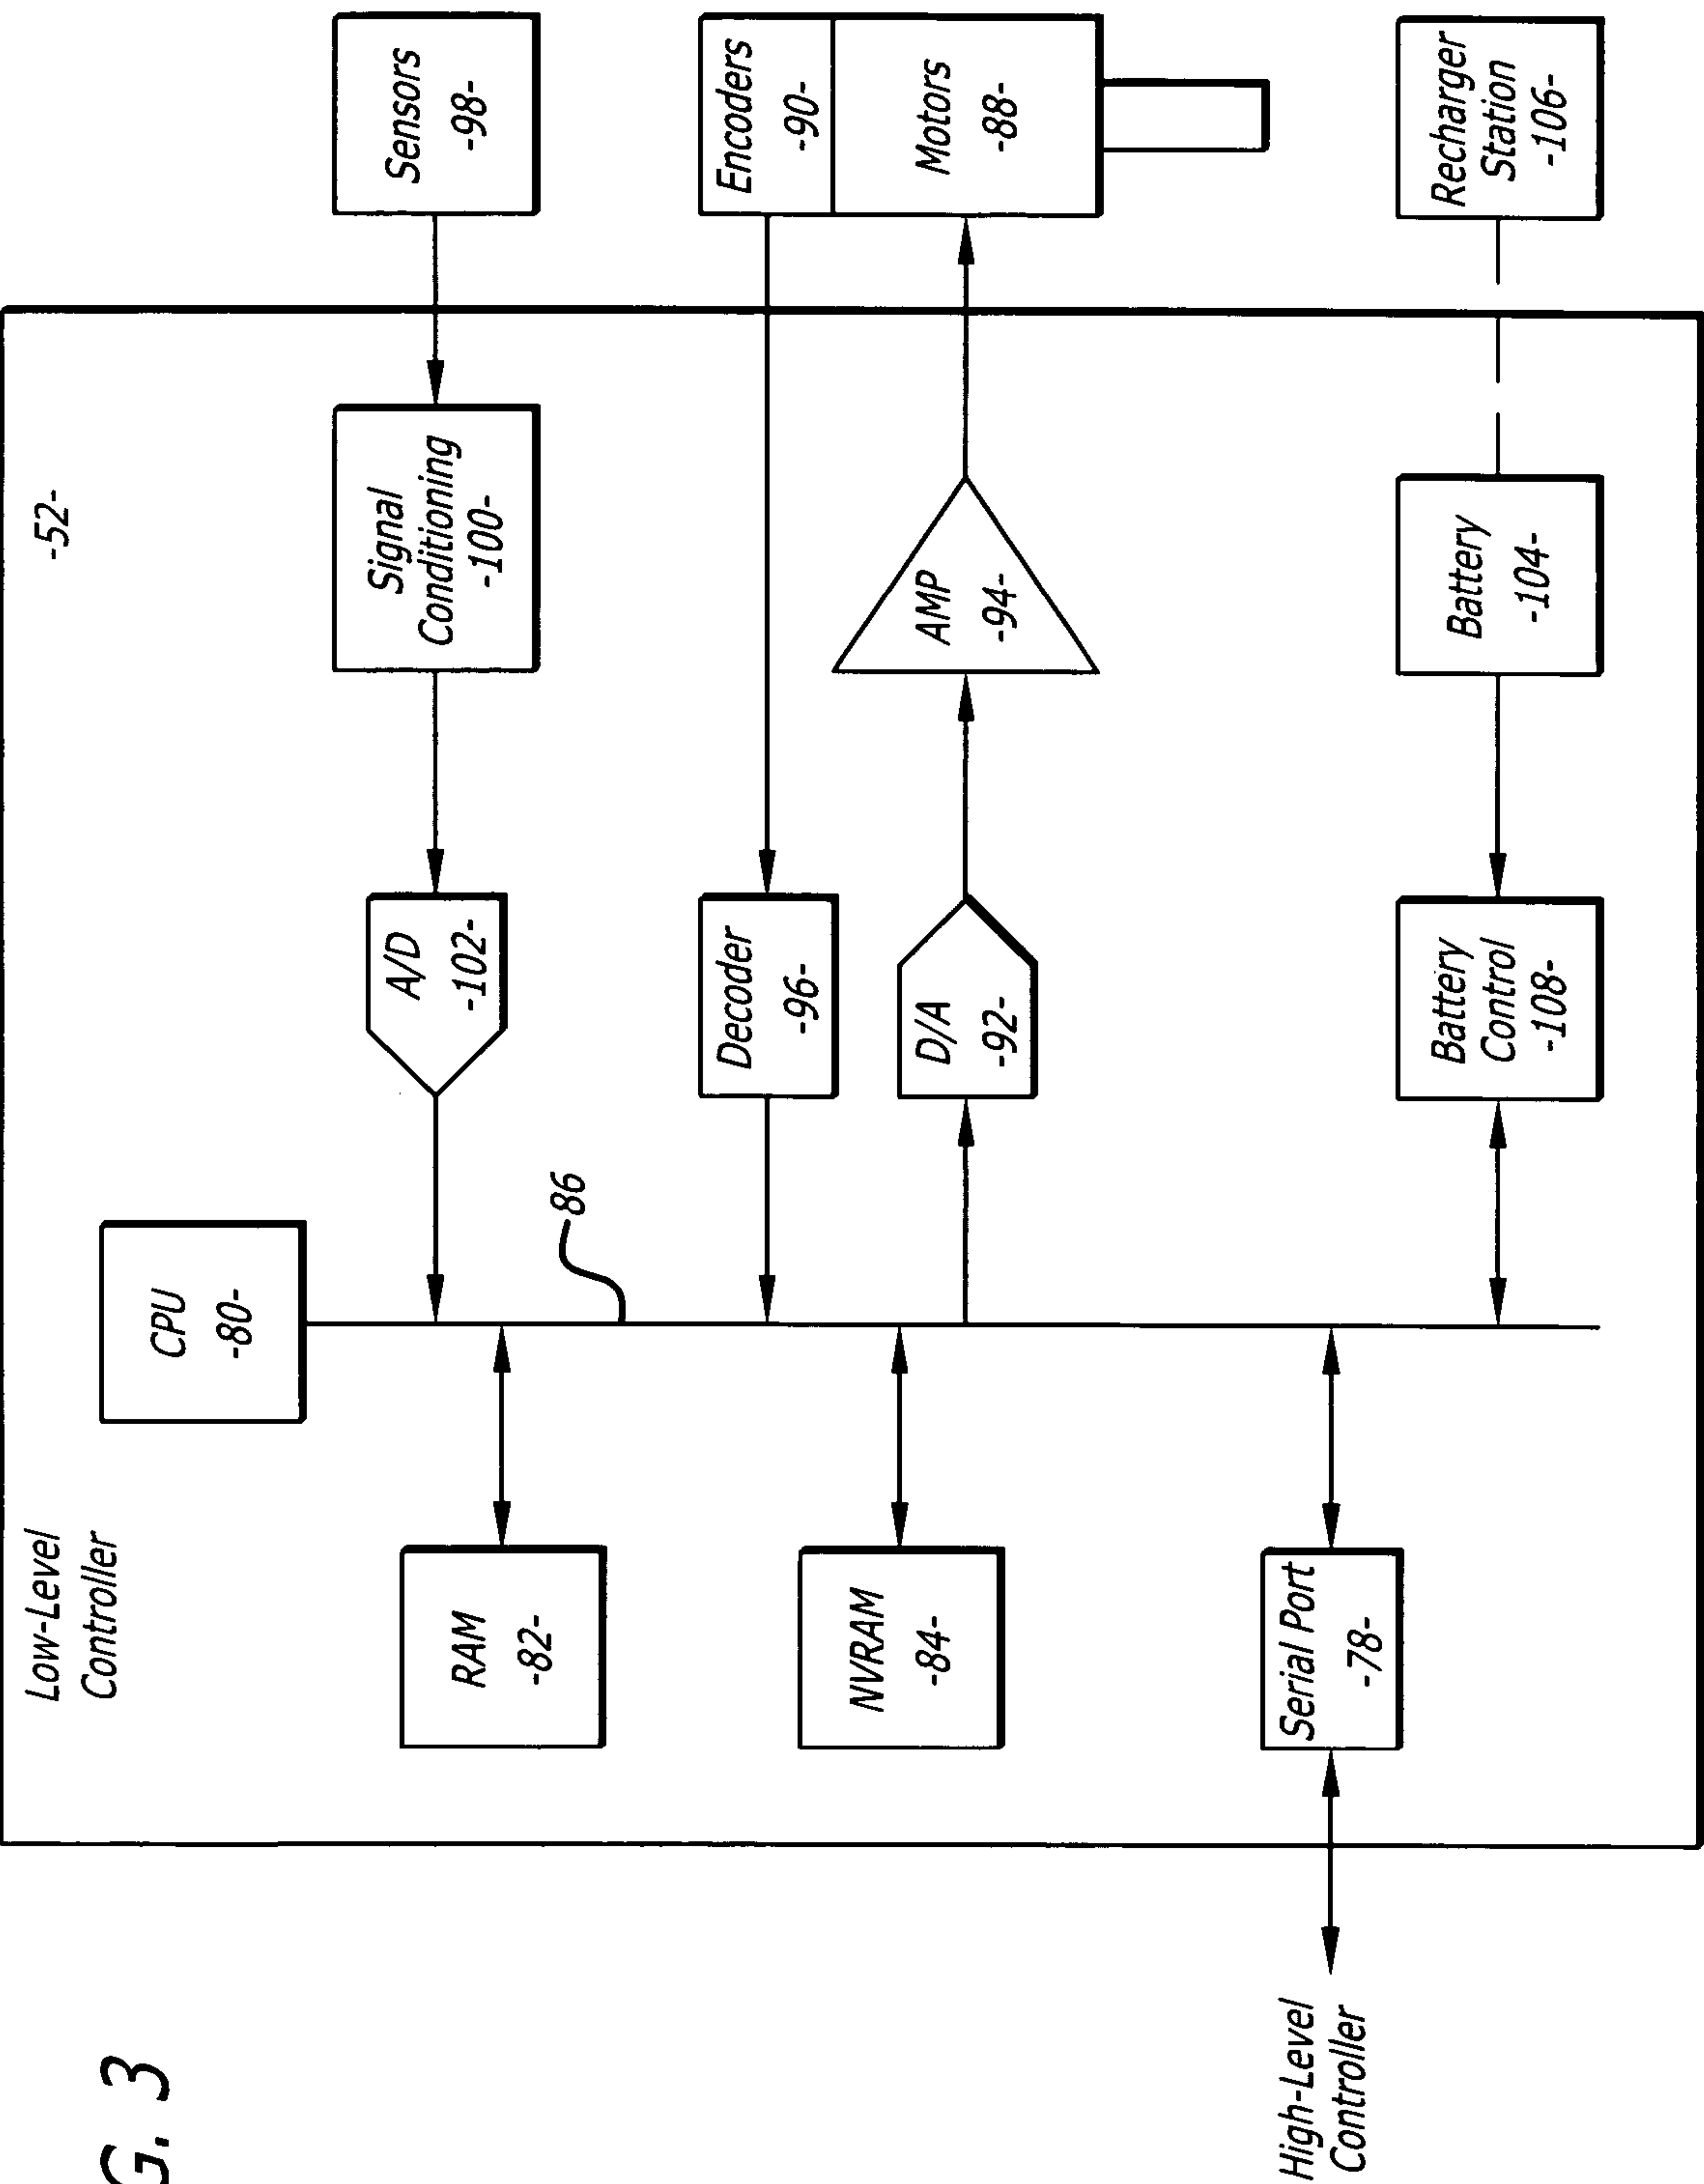 G. 3
Low-Level
Controller
-52-
CPU
-80-
Sensors
-98-
Signal
Conditioning
-100-
A/D
-102-
86
RAM
-82-
Encoders
-90-
Motors
-88-
Decoder
-96-
AMP
-94-
D/A
-92-
NVRAM
-84-
High-Level
Controller
Serial Port
-78-
Battery
Control
-108-
Battery
-104-
Recharger
Station
-106-